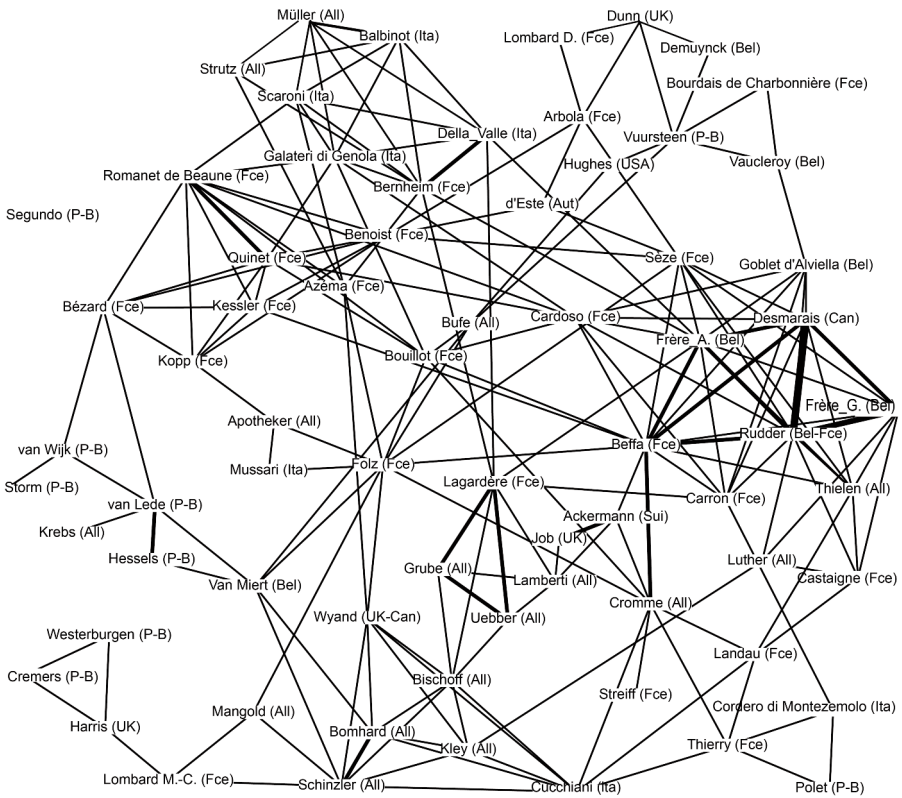 Müller (All)
Dunn (UK)
Balbinot (Ita)
Lombard D. (Fce)
Demuynck (Bel)
Strutz (All)
Bourdais de Charbonnière (Fce)
Scaroni (Ita)
Arbola (Fce)
Della_Valle (Ita)
Vuursteen (P-B)
Galateri di Genola (Ita)
Hughes (USA)
Vaucleroy (Bel)
Romanet de Beaune (Fce)
Bernheim (Fce)
d'Este (Aut)
Segundo (P-B)
Benoist (Fce)
Quinet (Fce)
Sèze (Fce)
Goblet d'Alviella (Bel)
Azéma (Fce)
Bézard (Fce)
Kessler (Fce)
Bufe (All)
Cardoso (Fce)
Desmarais (Can)
Frère_A. (Bel)
Kopp (Fce)
Bouillot (Fce)
Frère_G. (Bel)
Apotheker (All)
Rudder (Bel-Fce)
Beffa (Fce)
van Wijk (P-B)
Mussari (Ita)
Folz (Fce)
Storm (P-B)
Lagardère (Fce)
Carron (Fce)
Thielen (All)
van Lede (P-B)
Ackermann (Sui)
Krebs (All)
Job (UK)
Hessels (P-B)
Grube (All)
Lamberti (All)
Luther (All)
Castaigne (Fce)
Van Miert (Bel)
Cromme (All)
Wyand (UK-Can)
Uebber (All)
Westerburgen (P-B)
Landau (Fce)
Cremers (P-B)
Bischoff (All)
Streiff (Fce)
Cordero di Montezemolo (Ita)
Mangold (All)
Harris (UK)
Bomhard (All)
Kley (All)
Thierry (Fce)
Lombard M.-C. (Fce)
Schinzler (All)
Cucchiani (Ita)
Polet (P-B)